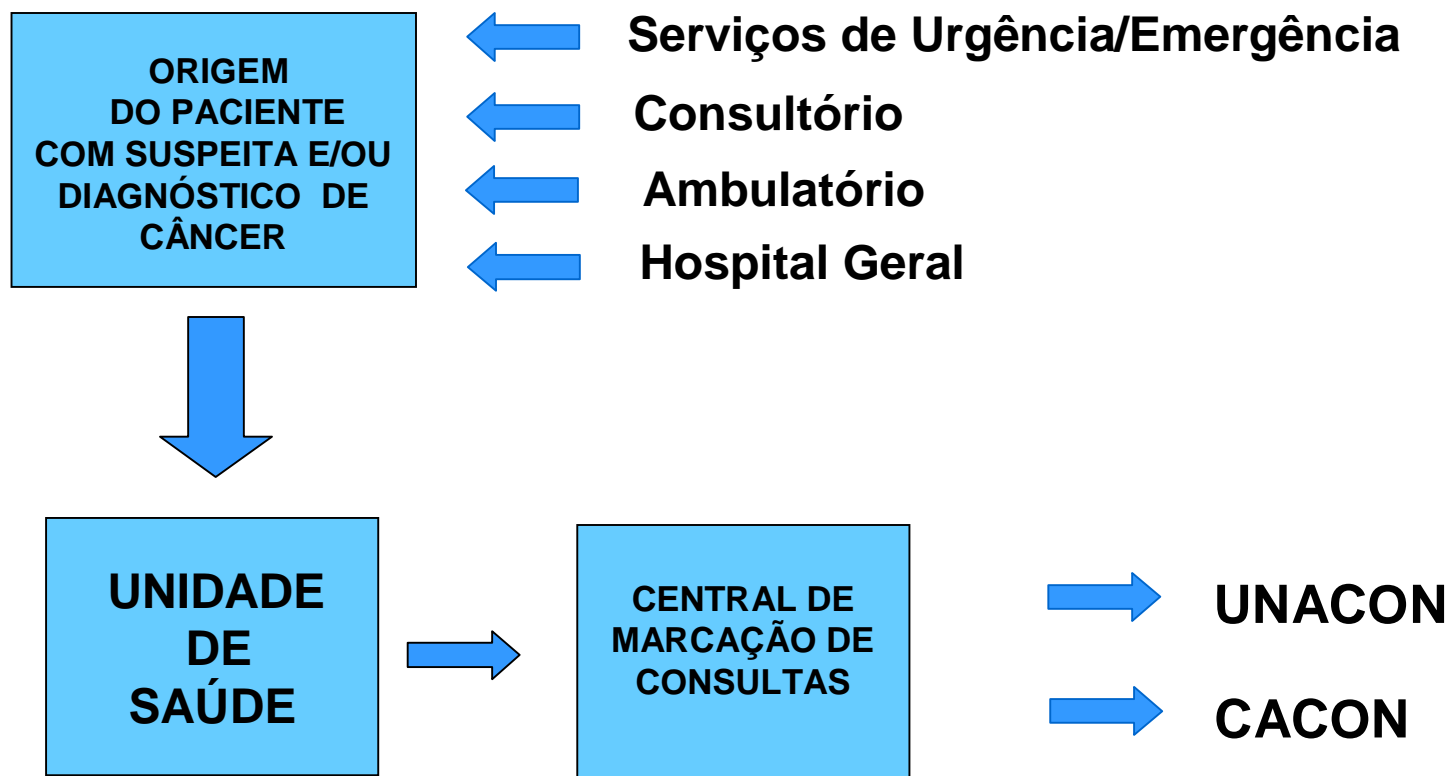 ORIGEM
DO PACIENTE
COM SUSPEITA E/OU
DIAGNÓSTICO DE
CÂNCER
Serviços de Urgência/Emergência
Consultório
Ambulatório
Hospital Geral
UNIDADE
DE
SAÚDE
CENTRAL DE
MARCAÇÃO DE
CONSULTAS
UNACON
CACON